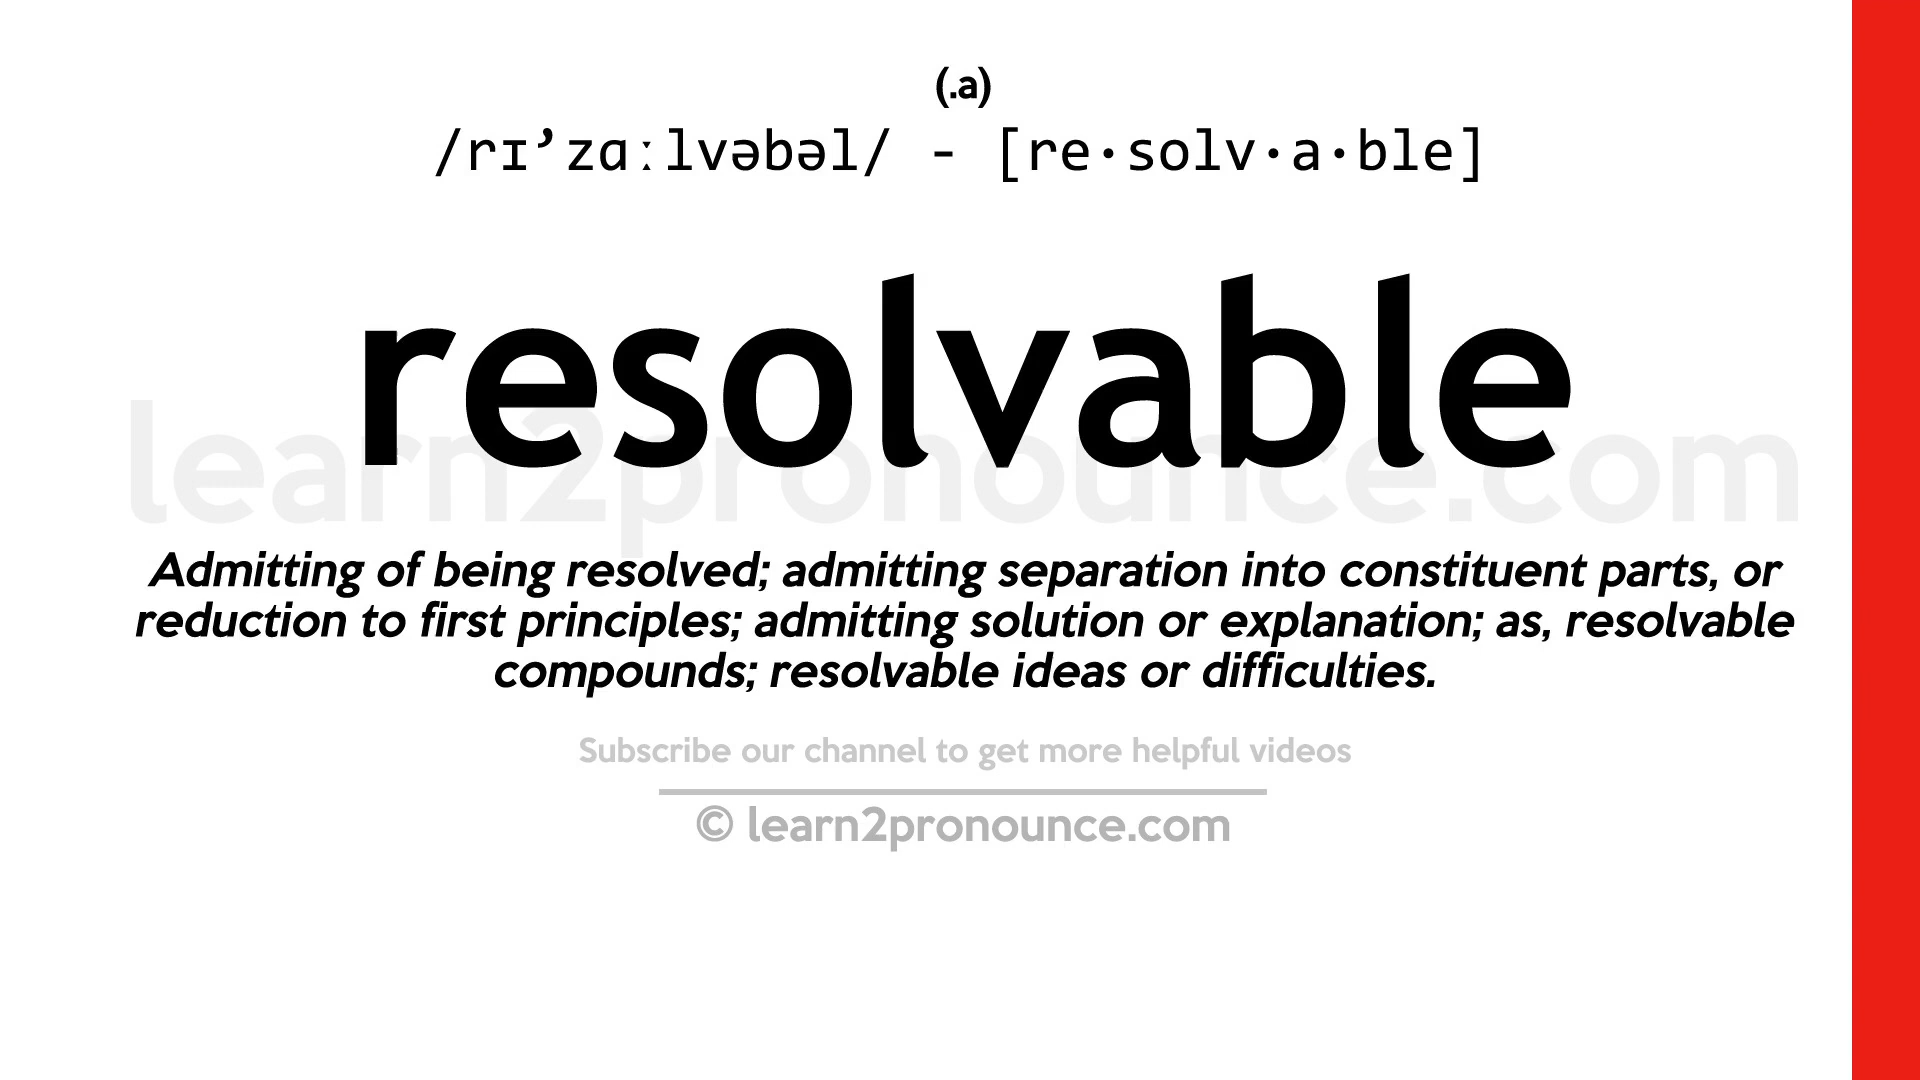 (.a)
/rɪ’zɑːlvəbəl/ - [re·solv·a·ble]
resolvable
learn2pronounce.com
Admitting of being resolved; admitting separation into constituent parts, or
reduction to first principles; admitting solution or explanation; as, resolvable
compounds; resolvable ideas or difficulties.
Subscribe our channel to get more helpful videos
© learn2pronounce.com